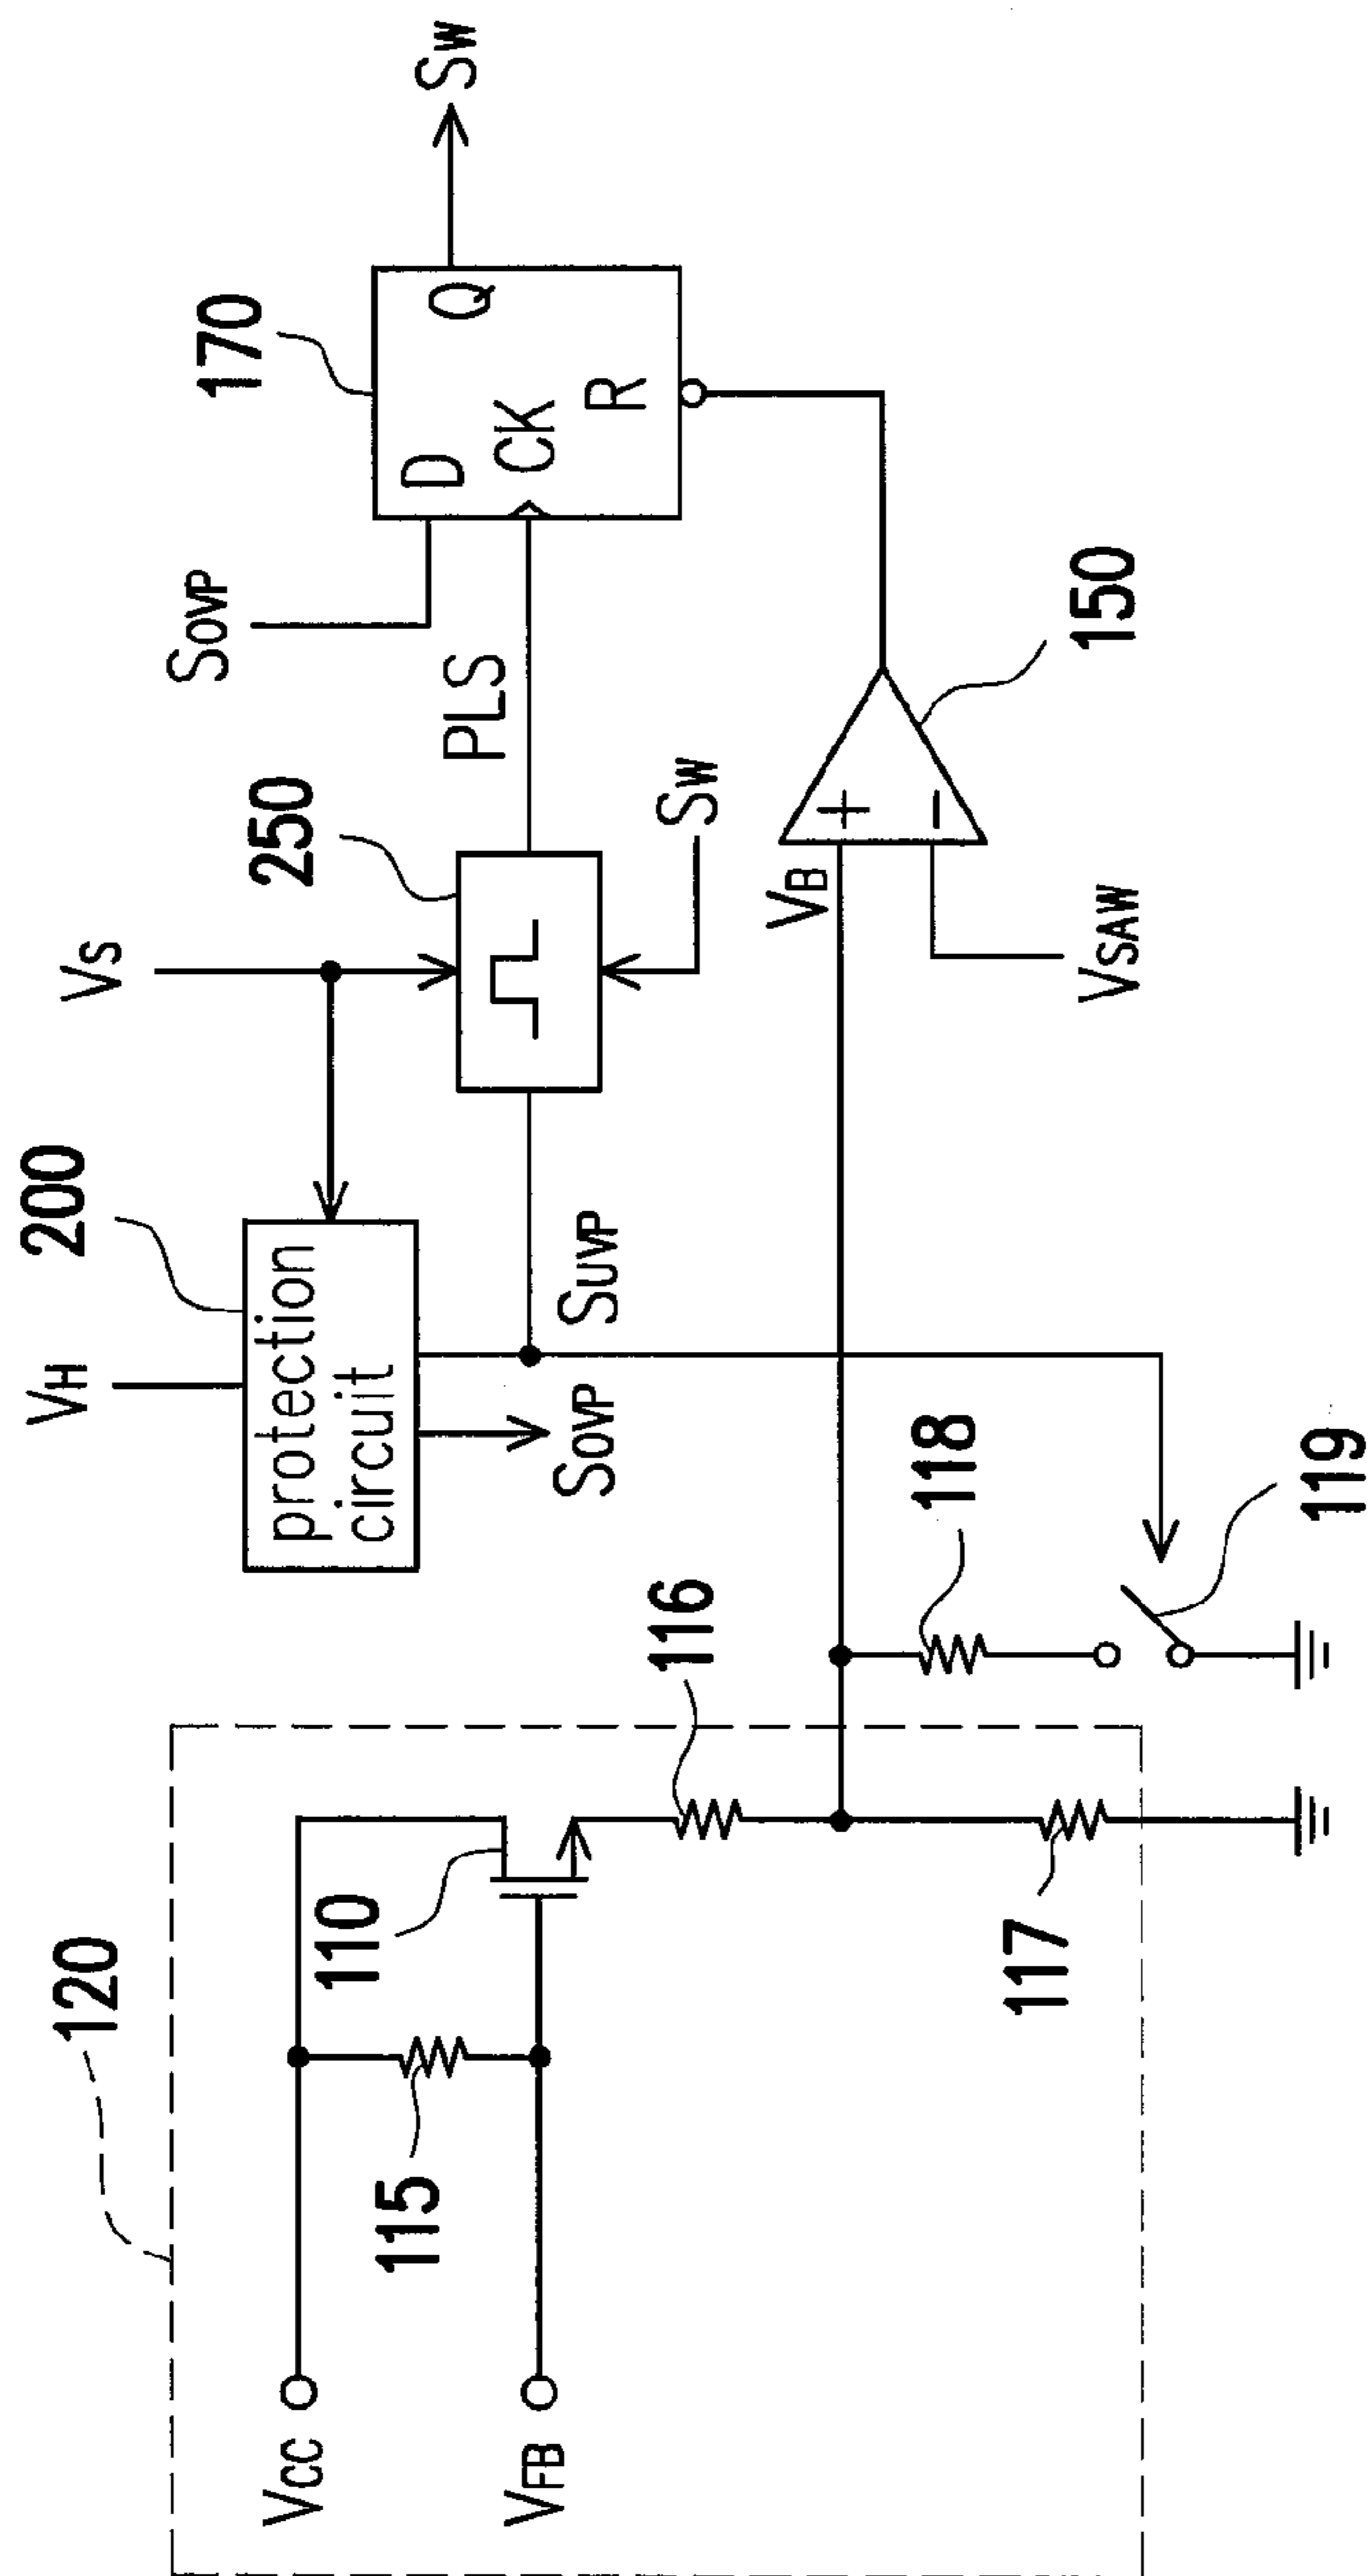 120
VCC
VFB
115
110
116
117
118
119
VH
200
protection
circuit
SOVP
SUVP
VS
250
SW
PLS
SOVP
170
D
CK
R
Q
SW
VB
+
−
VSAW
150